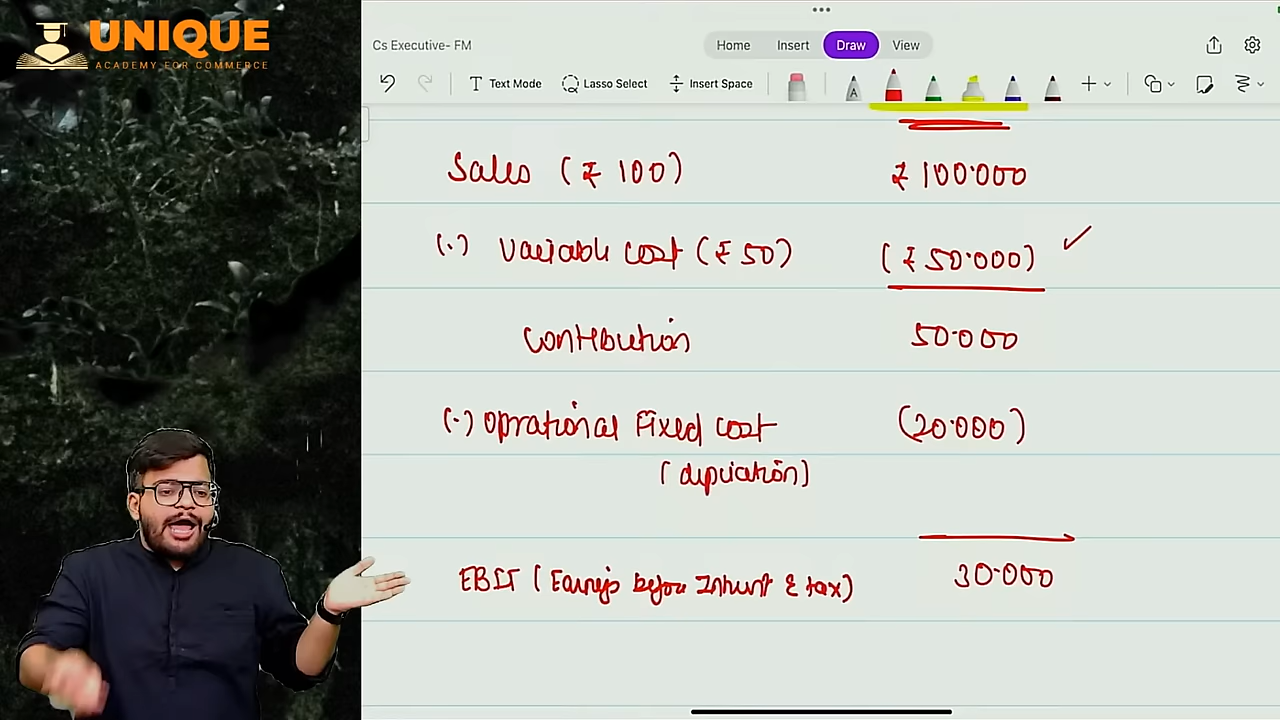 UNIQUE
ACADEMY FOR COMMERCE
Cs Executive- FM
Home Insert Draw View
Text Mode Lasso Select Insert Space
Sales (₹ 100) ₹ 100.000
(-) Variable cost (₹ 50) (₹ 50.000) ✓
Contribution 50.000
(-) Oprational Fixed cost (20.000)
(depriation)
EBIT (Earnings before Interest & tax) 30.000